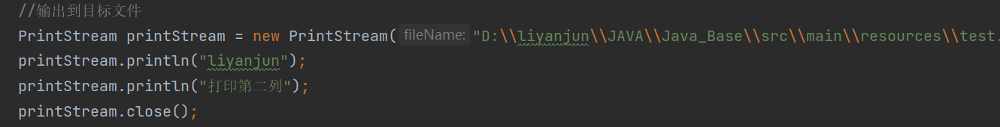 //输出到目标文件
PrintStream printStream = new PrintStream( fileName: "D:\\liyanjun\\JAVA\\Java_Base\\src\\main\\resources\\test.
printStream.println("liyanjun");
printStream.println("打印第二列");
printStream.close();